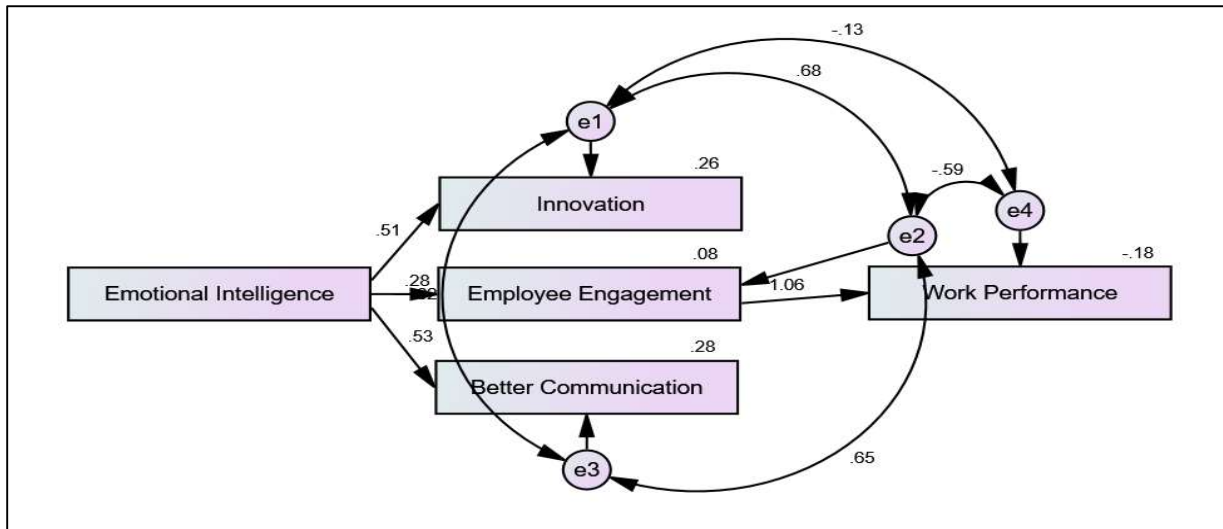 -.13
.68
e1
.26
-.59
Innovation
e4
.51
e2
.08
-.18
.28
Emotional Intelligence
Employee Engagement
1.06
Work Performance
.53
.28
Better Communication
.65
e3